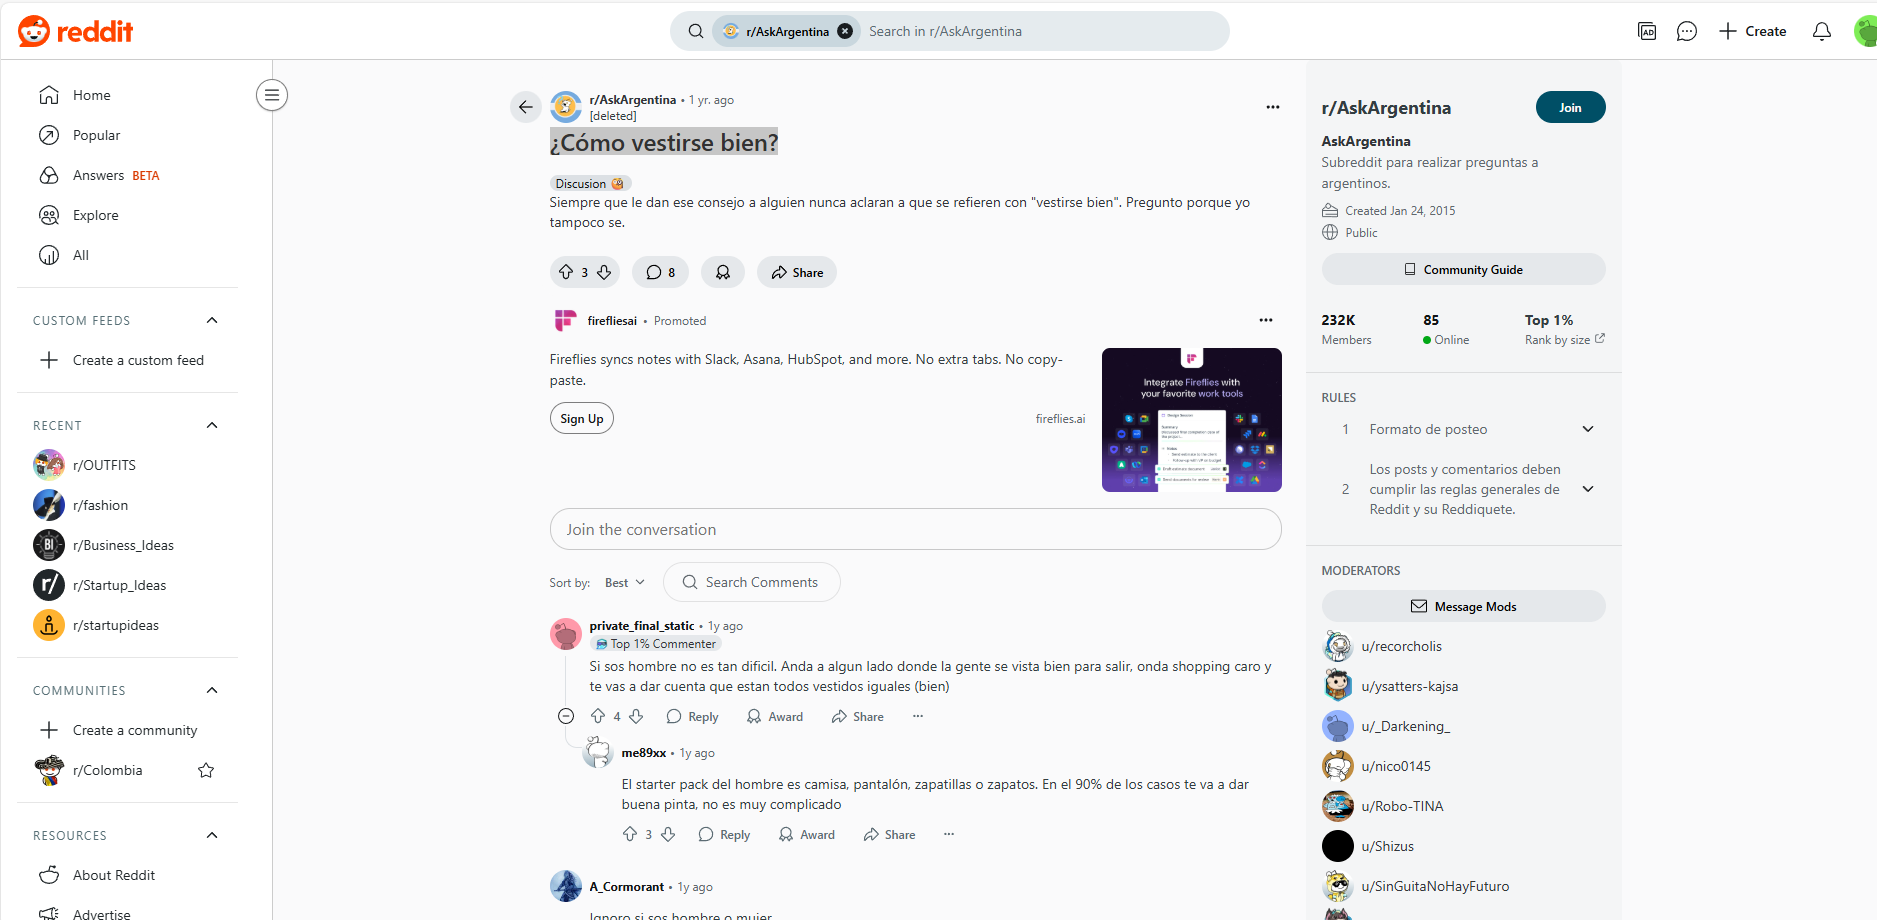 reddit
r/AskArgentina
Search in r/AskArgentina
AD
Create
Home
Popular
Answers BETA
Explore
All
CUSTOM FEEDS
Create a custom feed
RECENT
r/OUTFITS
r/fashion
r/Business_Ideas
r/Startup_Ideas
r/startupideas
COMMUNITIES
Create a community
r/Colombia
RESOURCES
About Reddit
Advertise
r/AskArgentina • 1 yr. ago
[deleted]
¿Cómo vestirse bien?
Discusion
Siempre que le dan ese consejo a alguien nunca aclaran a que se refieren con "vestirse bien". Pregunto porque yo
tampoco se.
3
8
Share
firefliesai • Promoted
Fireflies syncs notes with Slack, Asana, HubSpot, and more. No extra tabs. No copy-
paste.
Sign Up
fireflies.ai
Integrate Fireflies with
your favorite work tools
Join the conversation
Sort by: Best
Search Comments
private_final_static • 1y ago
Top 1% Commenter
Si sos hombre no es tan dificil. Anda a algun lado donde la gente se vista bien para salir, onda shopping caro y
te vas a dar cuenta que estan todos vestidos iguales (bien)
4 Reply Award Share
me89xx • 1y ago
El starter pack del hombre es camisa, pantalón, zapatillas o zapatos. En el 90% de los casos te va a dar
buena pinta, no es muy complicado
3 Reply Award Share
A_Cormorant • 1y ago
Ignoro si sos hombre o mujer
r/AskArgentina
Join
AskArgentina
Subreddit para realizar preguntas a
argentinos.
Created Jan 24, 2015
Public
Community Guide
232K 85 Top 1%
Members Online Rank by size
RULES
1 Formato de posteo
2 Los posts y comentarios deben
cumplir las reglas generales de
Reddit y su Reddiquete.
MODERATORS
Message Mods
u/recorcholis
u/ysatters-kajsa
u/_Darkening_
u/nico0145
u/Robo-TINA
u/Shizus
u/SinGuitaNoHayFuturo